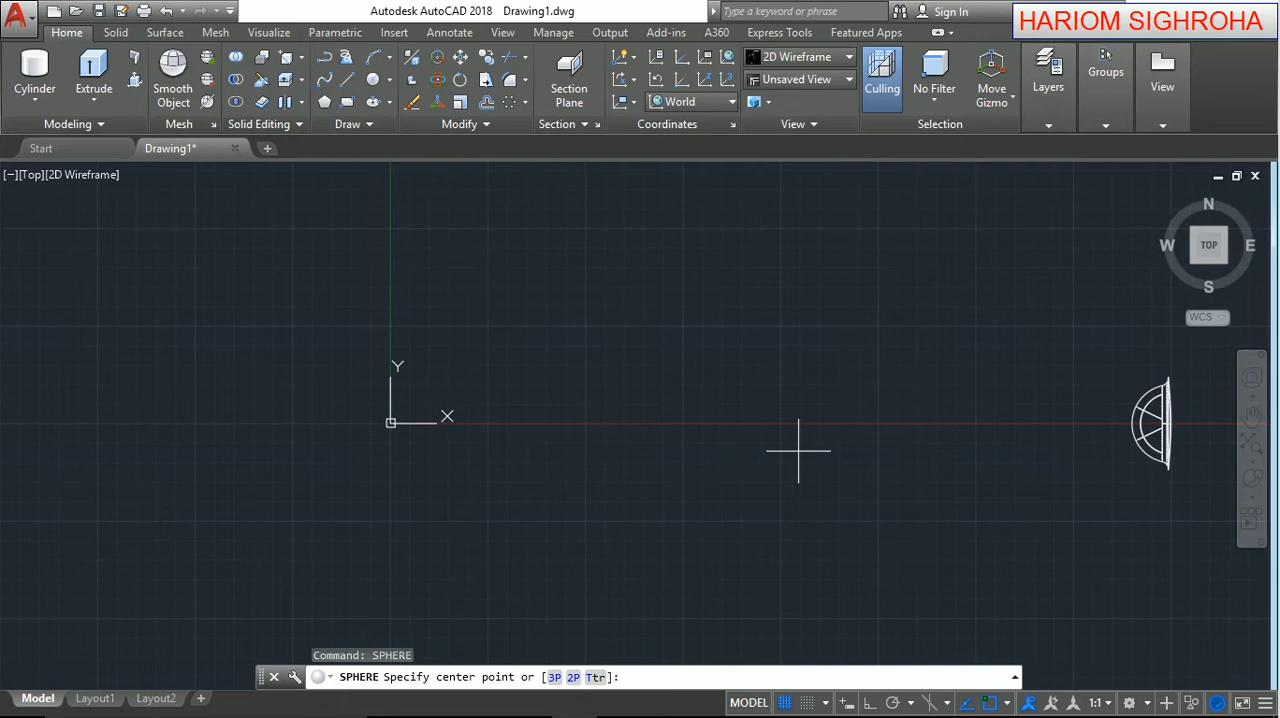 Autodesk AutoCAD 2018 Drawing1.dwg
Type a keyword or phrase
Sign In
HARIOM SIGHROHA
Home Solid Surface Mesh Visualize Parametric Insert Annotate View Manage Output Add-ins A360 Express Tools Featured Apps
Cylinder
Extrude
Smooth
Object
Section
Plane
2D Wireframe
Unsaved View
World
Culling
No Filter
Move
Gizmo
Layers
Groups
View
Modeling
Mesh
Solid Editing
Draw
Modify
Section
Coordinates
View
Selection
Start
Drawing1*
[−][Top][2D Wireframe]
N
W
TOP
E
S
WCS
Y
X
Command: SPHERE
SPHERE Specify center point or [3P 2P Ttr]:
Model Layout1 Layout2
MODEL
1:1